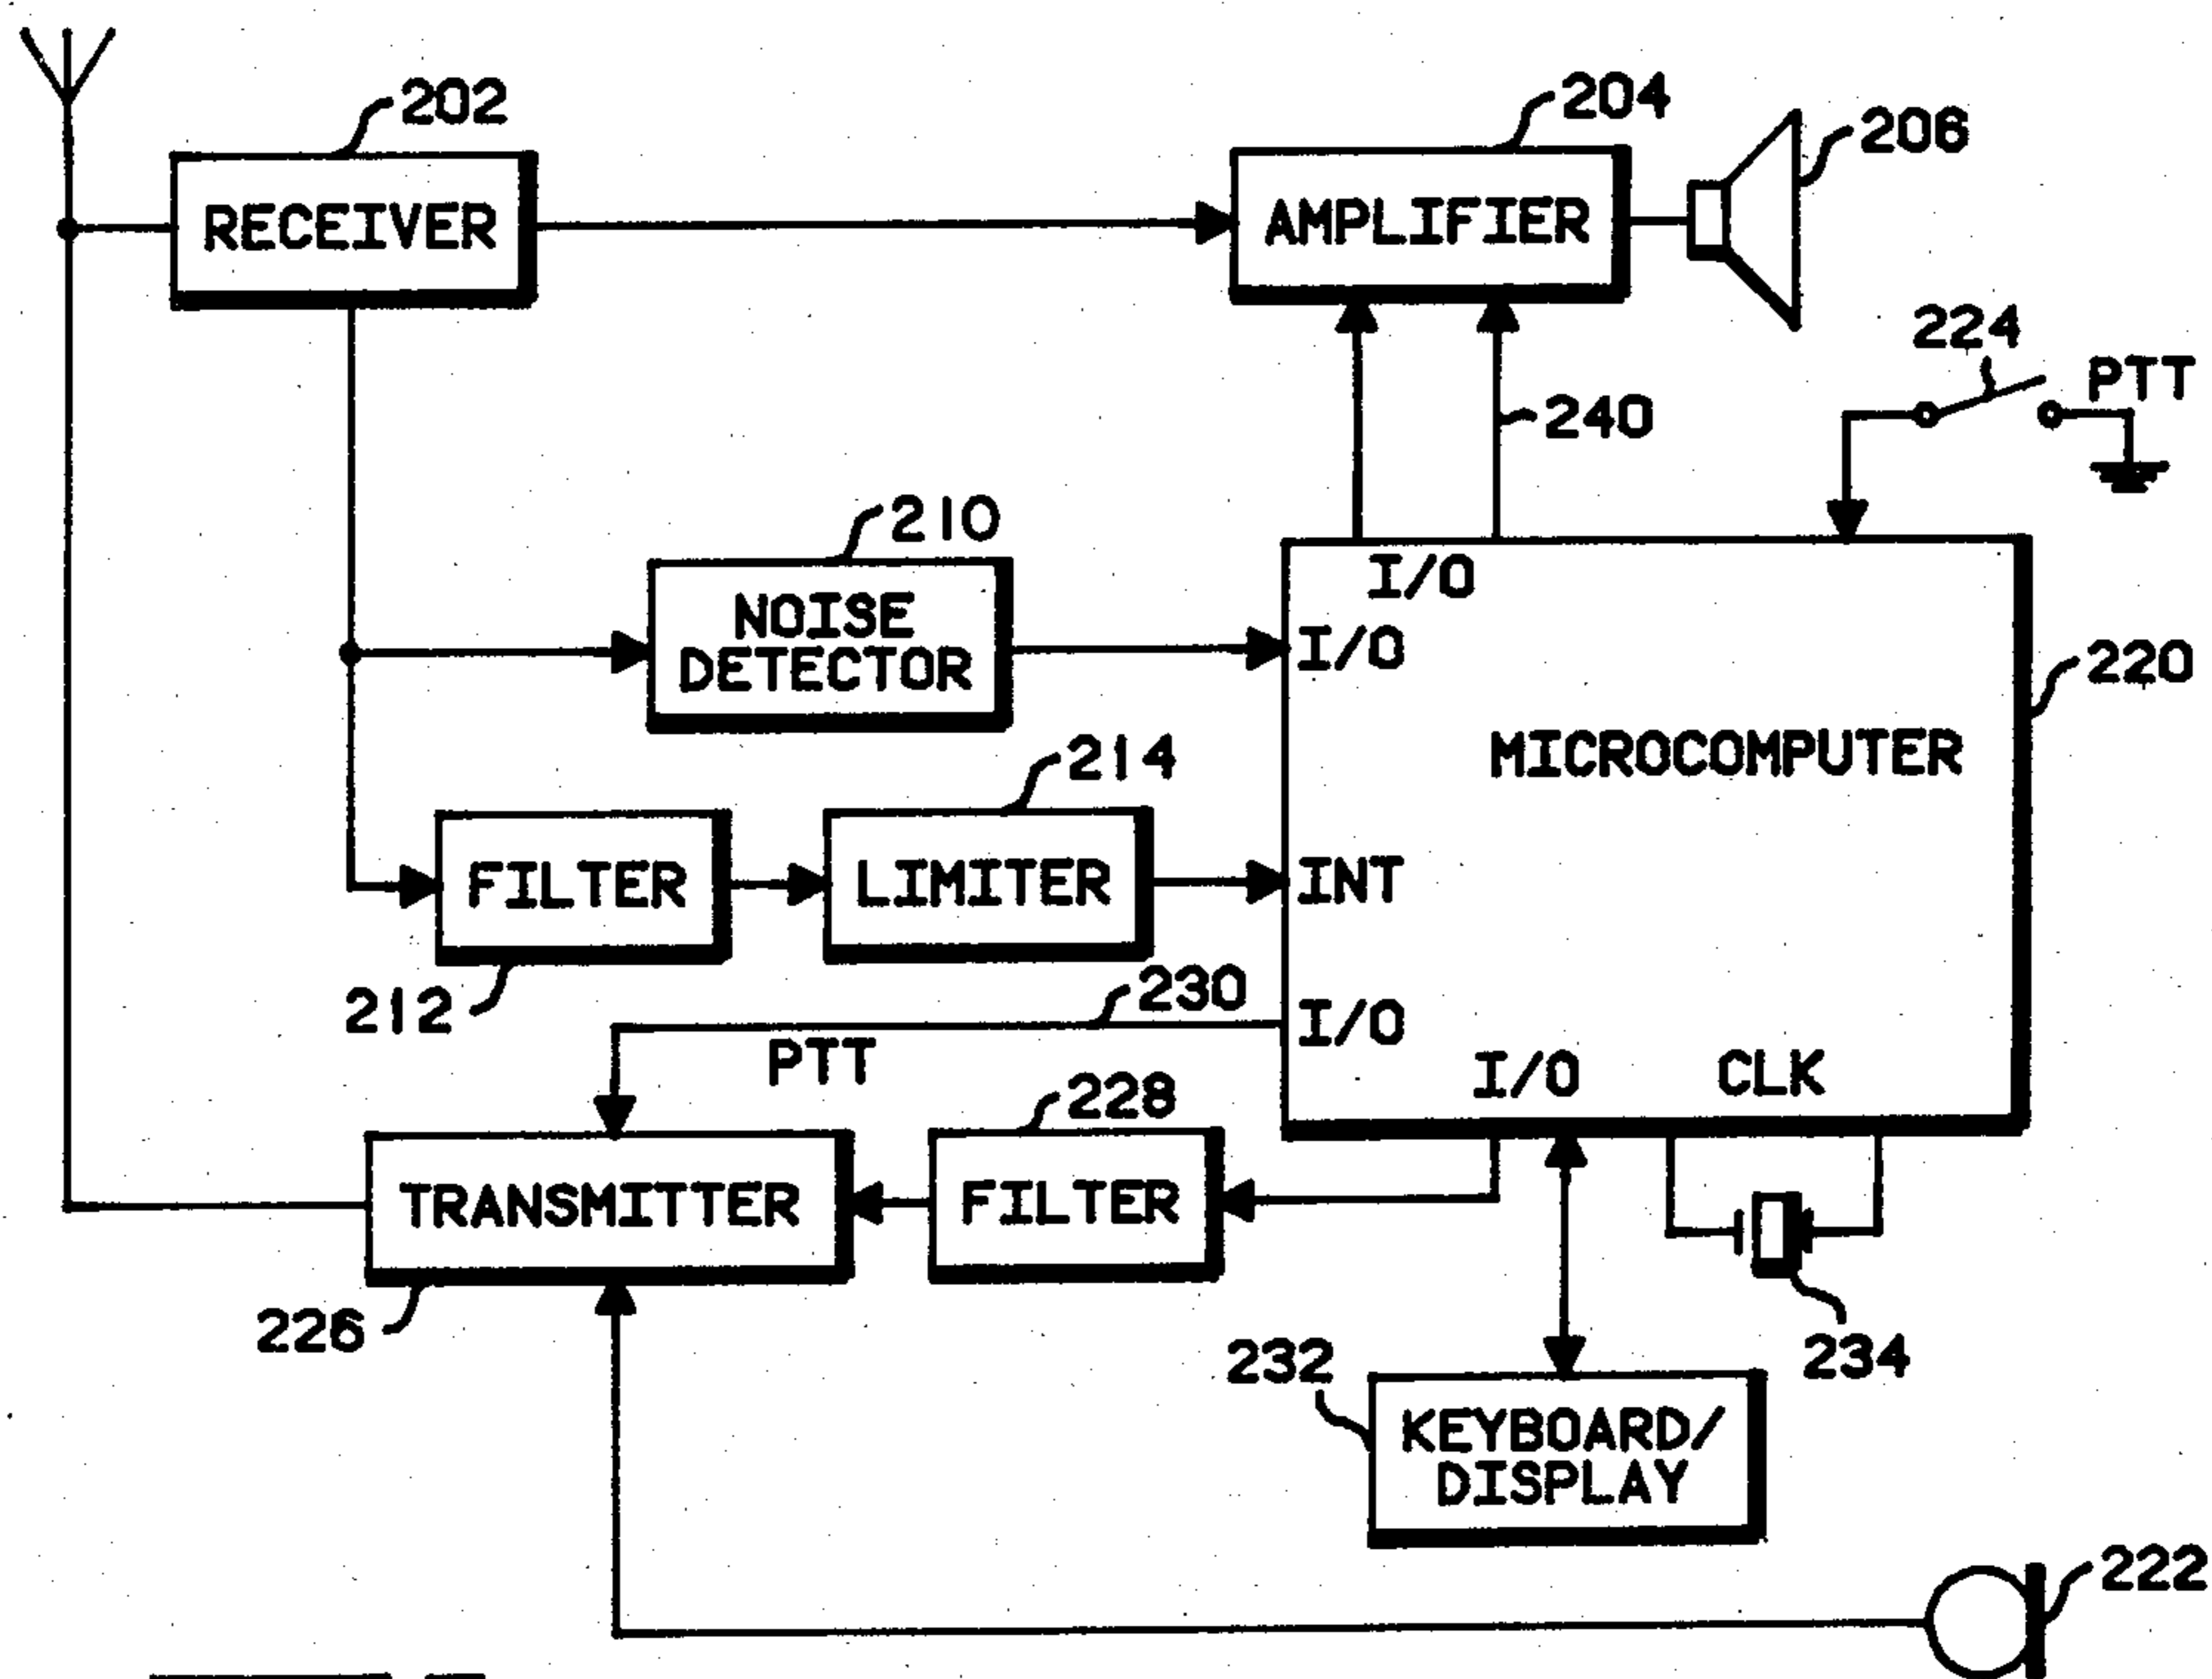 202
204
206
RECEIVER
AMPLIFIER
224
PTT
240
210
I/O
NOISE
DETECTOR
I/O
220
MICROCOMPUTER
214
FILTER
LIMITER
INT
212
230
I/O
PTT
I/O
CLK
228
TRANSMITTER
FILTER
226
232
234
KEYBOARD/
DISPLAY
222